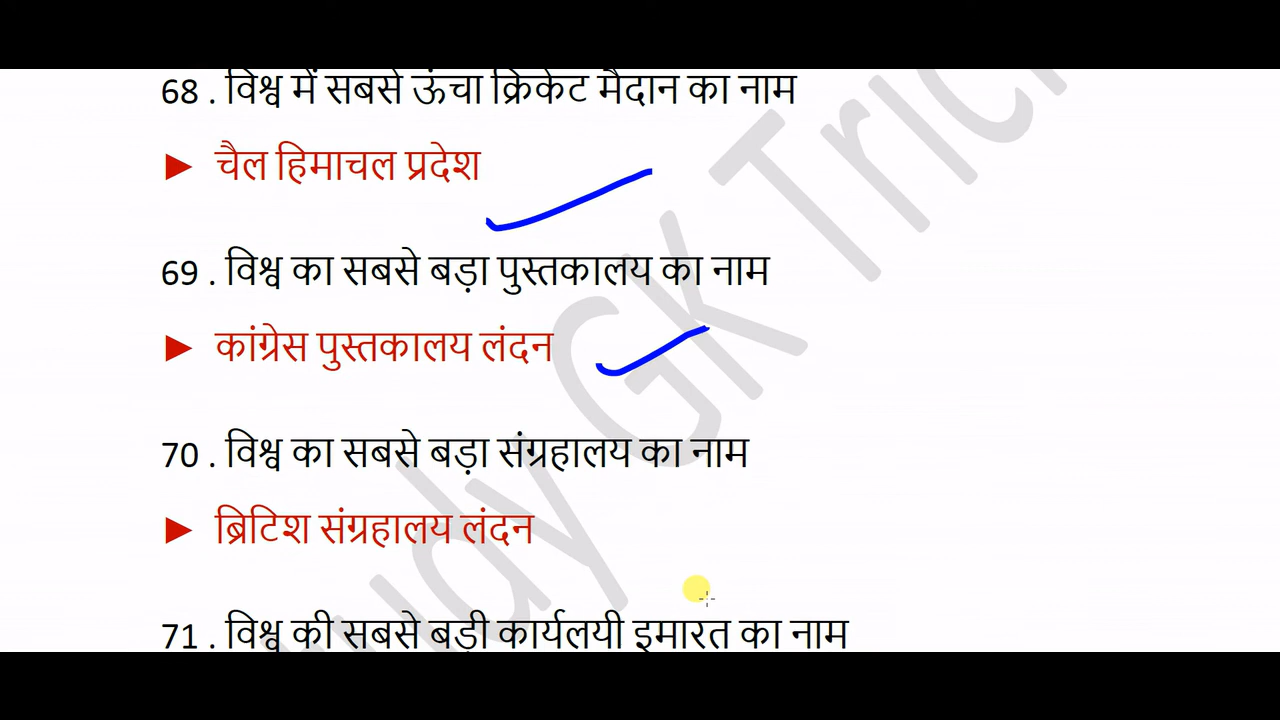 68 . विश्व में सबसे ऊंचा क्रिकेट मैदान का नाम
► चैल हिमाचल प्रदेश
69 . विश्व का सबसे बड़ा पुस्तकालय का नाम
► कांग्रेस पुस्तकालय लंदन
70 . विश्व का सबसे बड़ा संग्रहालय का नाम
► ब्रिटिश संग्रहालय लंदन
71 . विश्व की सबसे बड़ी कार्यलयी इमारत का नाम